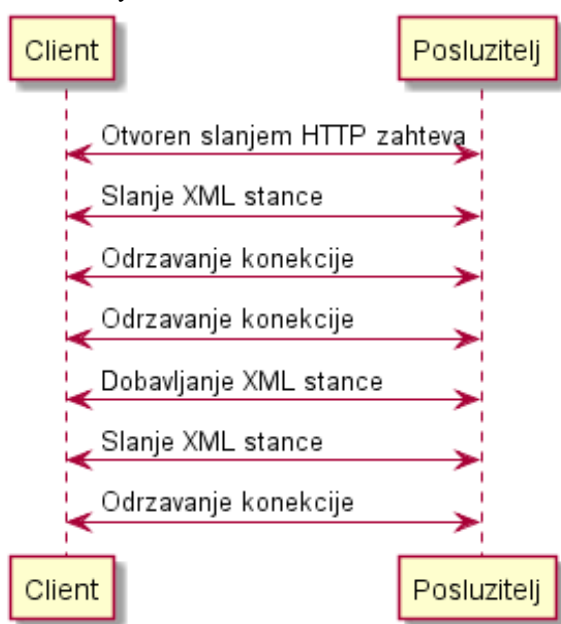 Client
Posluzitelj
Otvoren slanjem HTTP zahteva
Slanje XML stance
Odrzavanje konekcije
Odrzavanje konekcije
Dobavljanje XML stance
Slanje XML stance
Odrzavanje konekcije
Client
Posluzitelj